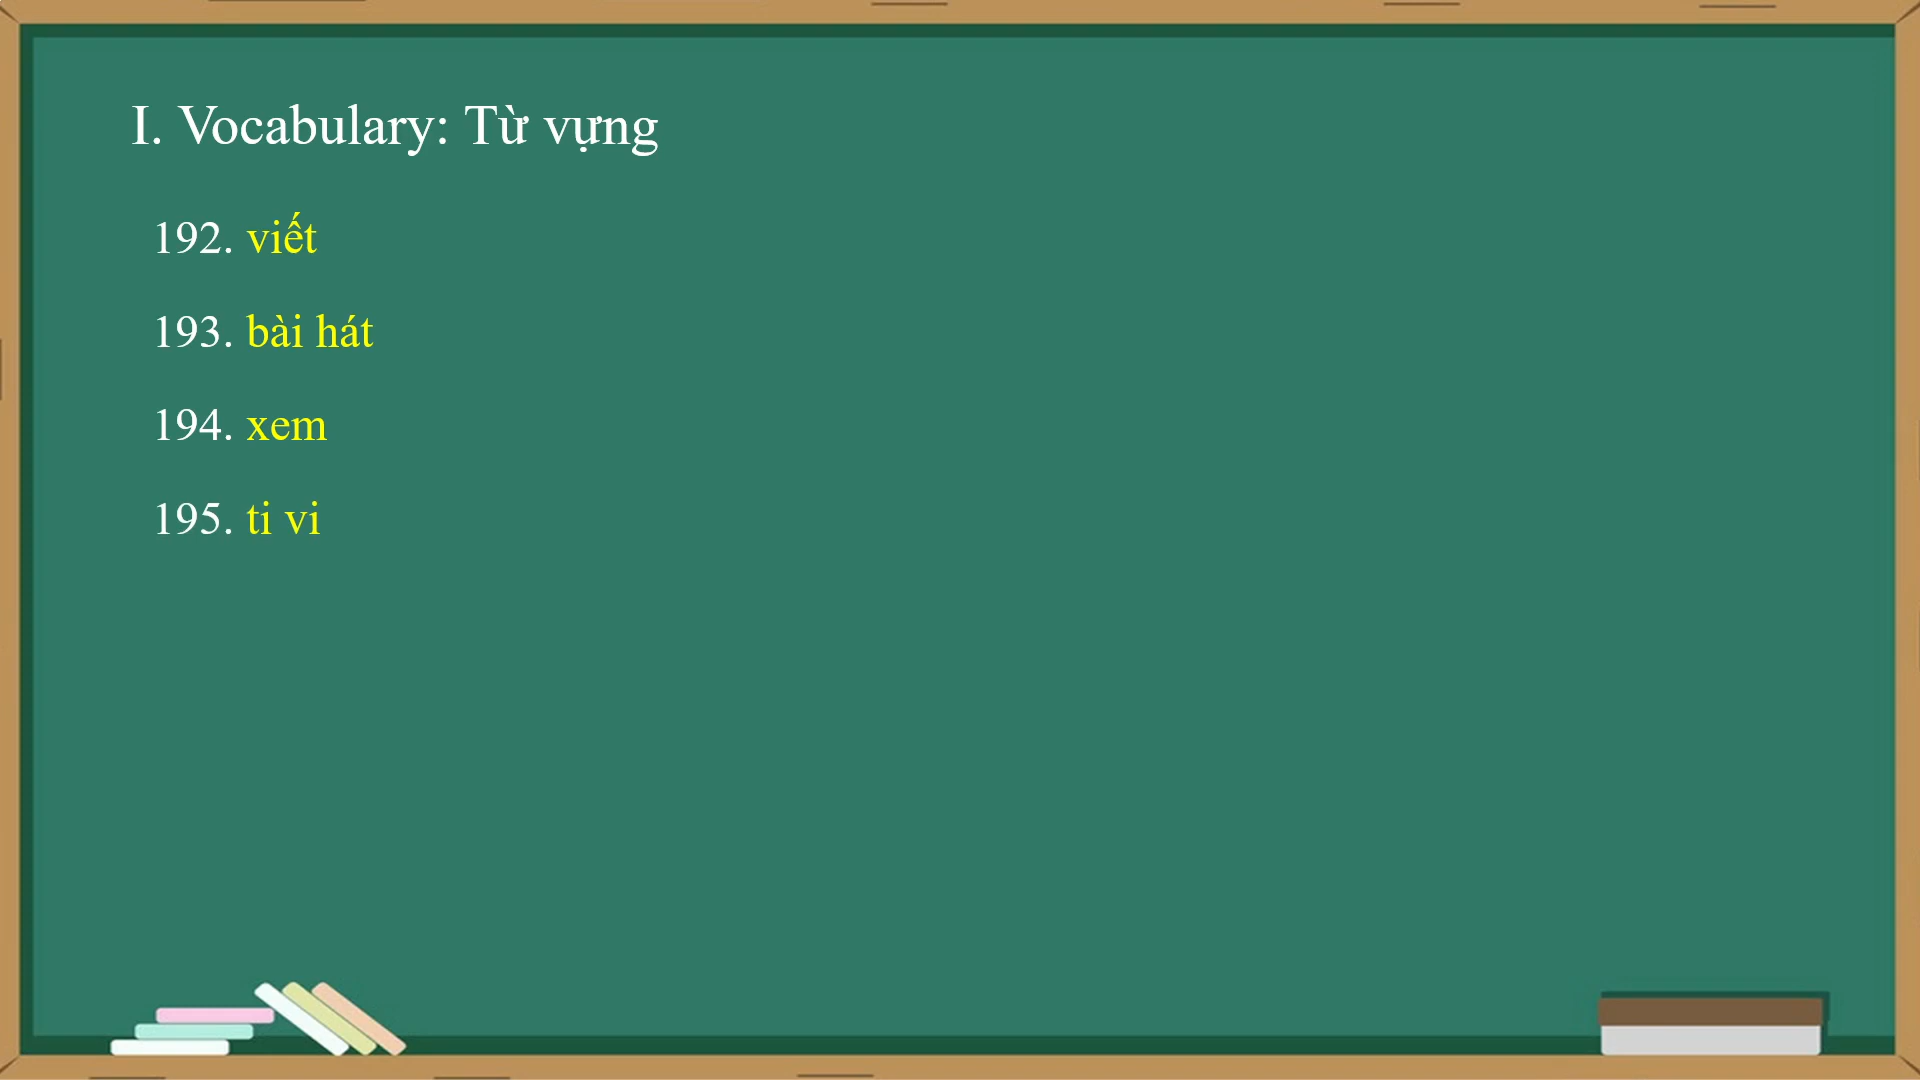 I. Vocabulary: Từ vựng
192. viết
193. bài hát
194. xem
195. ti vi